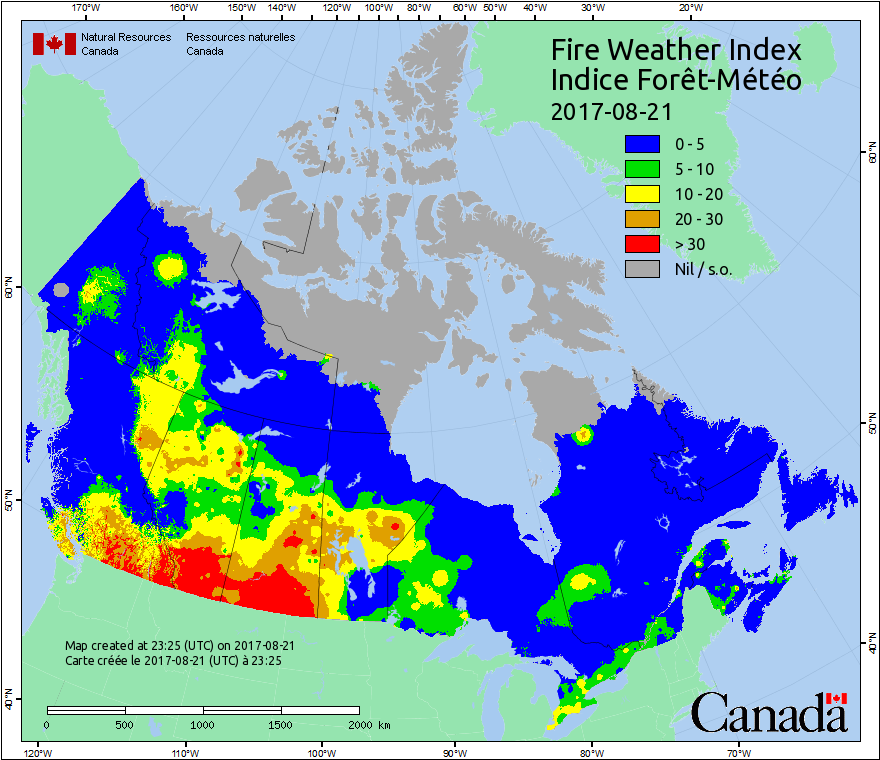 170°W 160°W 150°W 140°W 130°W 120°W 110°W 100°W 90°W 80°W 70°W 60°W 50°W 40°W 30°W 20°W
Natural Resources Canada
Ressources naturelles Canada
Fire Weather Index
Indice Forêt-Météo
2017-08-21
0 - 5
5 - 10
10 - 20
20 - 30
> 30
Nil / s.o.
60°N
50°N
40°N
60°N
50°N
40°N
Map created at 23:25 (UTC) on 2017-08-21
Carte créée le 2017-08-21 (UTC) à 23:25
0 500 1000 1500 2000 km
Canada
120°W 110°W 100°W 90°W 80°W 70°W